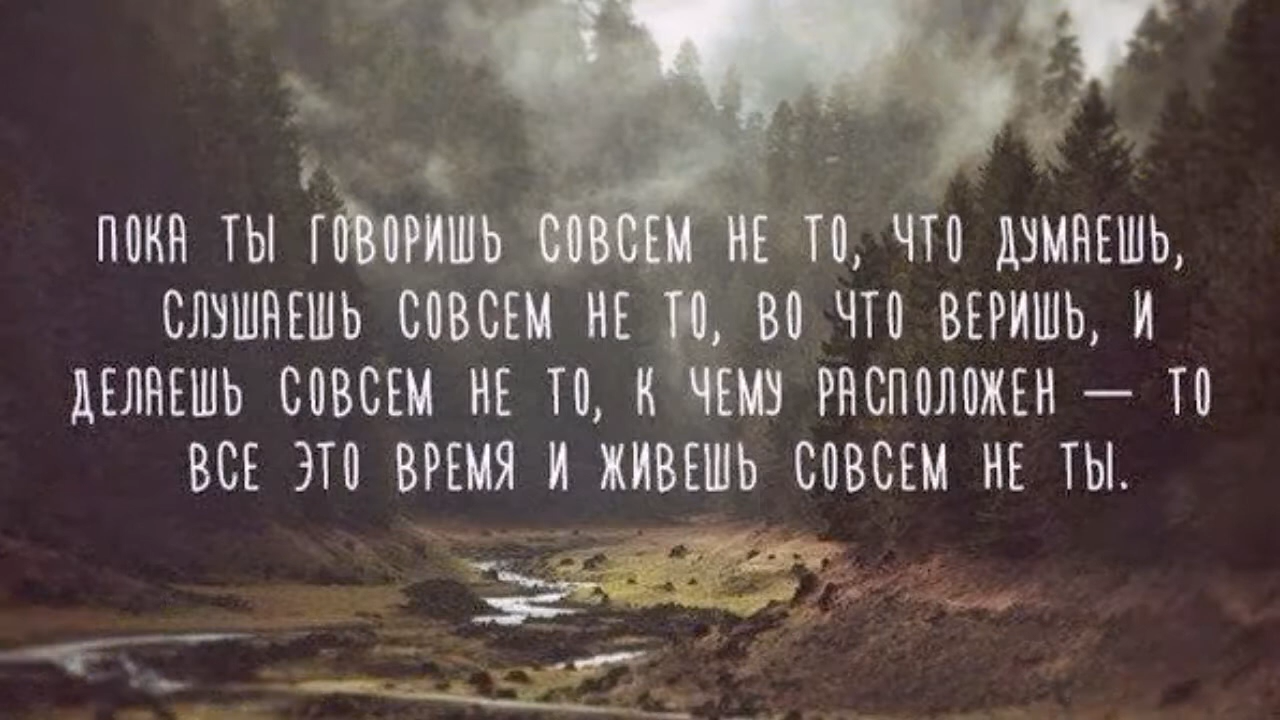 ПОКА ТЫ ГОВОРИШЬ СОВСЕМ НЕ ТО, ЧТО ДУМАЕШЬ,
СЛУШАЕШЬ СОВСЕМ НЕ ТО, ВО ЧТО ВЕРИШЬ, И
ДЕЛАЕШЬ СОВСЕМ НЕ ТО, К ЧЕМУ РАСПОЛОЖЕН — ТО
ВСЕ ЭТО ВРЕМЯ И ЖИВЕШЬ СОВСЕМ НЕ ТЫ.